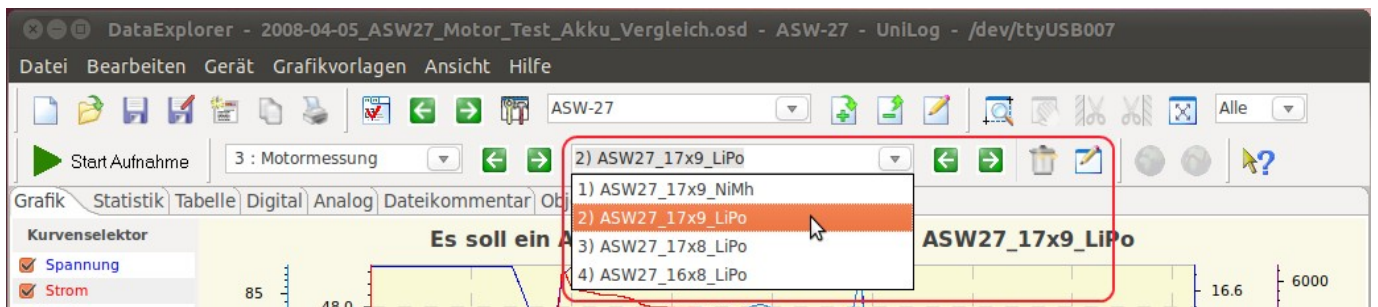 DataExplorer - 2008-04-05_ASW27_Motor_Test_Akku_Vergleich.osd - ASW-27 - UniLog - /dev/ttyUSB007
Datei Bearbeiten Gerät Grafikvorlagen Ansicht Hilfe
ASW-27 Alle
Start Aufnahme 3 : Motormessung 2) ASW27_17x9_LiPo
1) ASW27_17x9_NiMh
Grafik Statistik Tabelle Digital Analog Dateikommentar
2) ASW27_17x9_LiPo
Kurvenselektor Es soll ein ASW27_17x9_LiPo
3) ASW27_17x8_LiPo
Spannung
4) ASW27_16x8_LiPo
Strom 85 16.6 6000